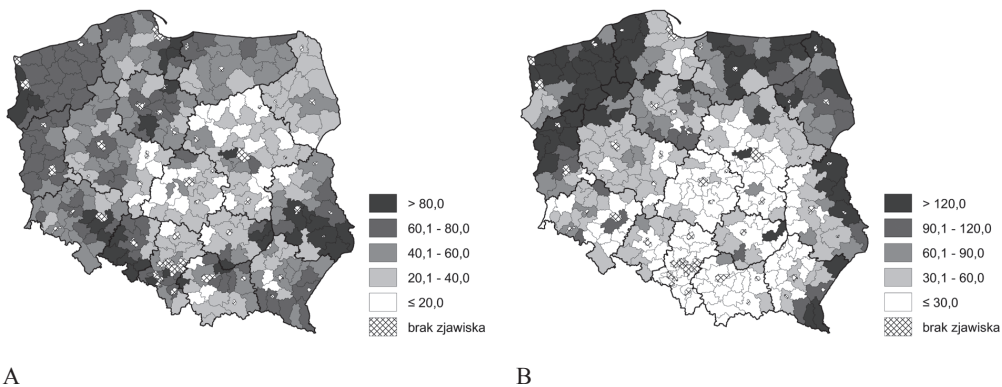 > 80,0
60,1 - 80,0
40,1 - 60,0
20,1 - 40,0
≤ 20,0
brak zjawiska
A
> 120,0
90,1 - 120,0
60,1 - 90,0
30,1 - 60,0
≤ 30,0
brak zjawiska
B